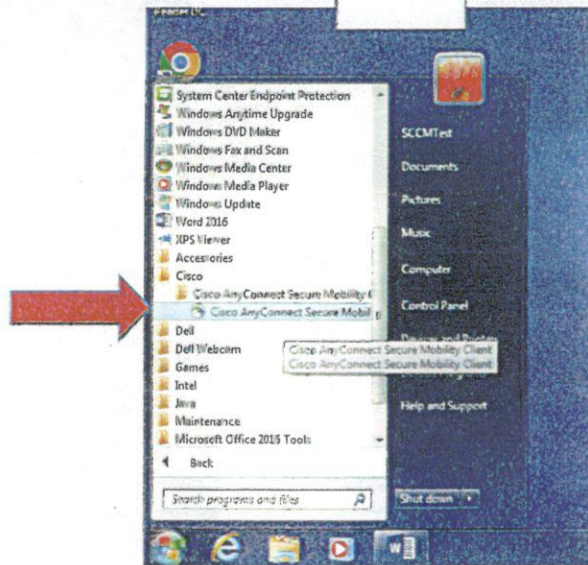 Reader DC
System Center Endpoint Protection
Windows Anytime Upgrade
Windows DVD Maker
Windows Fax and Scan
Windows Media Center
Windows Media Player
Windows Update
Word 2016
XPS Viewer
Accessories
Cisco
Cisco AnyConnect Secure Mobility C
Cisco AnyConnect Secure Mobil
Dell
Dell Webcam
Games
Intel
Java
Maintenance
Microsoft Office 2016 Tools
Back
Search programs and files
SCCMTest
Documents
Pictures
Music
Computer
Control Panel
Devices and Printers
Cisco AnyConnect Secure Mobility Client
Cisco AnyConnect Secure Mobility Client
Help and Support
Shut down